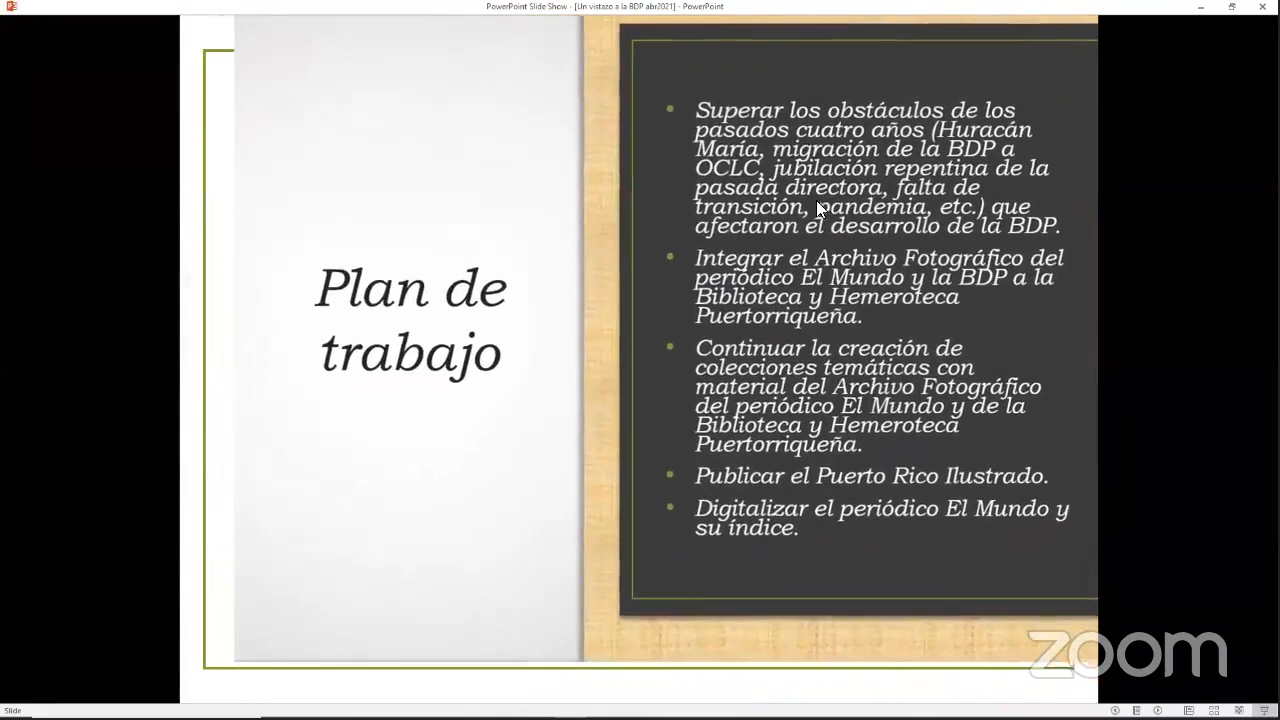 PowerPoint Slide Show - [Un vistazo a la BDP abr2021] - PowerPoint
Plan de
trabajo
• Superar los obstáculos de los
pasados cuatro años (Huracán
María, migración de la BDP a
OCLC, jubilación repentina de la
pasada directora, falta de
transición, pandemia, etc.) que
afectaron el desarrollo de la BDP.
• Integrar el Archivo Fotográfico del
periódico El Mundo y la BDP a la
Biblioteca y Hemeroteca
Puertorriqueña.
• Continuar la creación de
colecciones temáticas con
material del Archivo Fotográfico
del periódico El Mundo y de la
Biblioteca y Hemeroteca
Puertorriqueña.
• Publicar el Puerto Rico Ilustrado.
• Digitalizar el periódico El Mundo y
su índice.
zoom
Slide